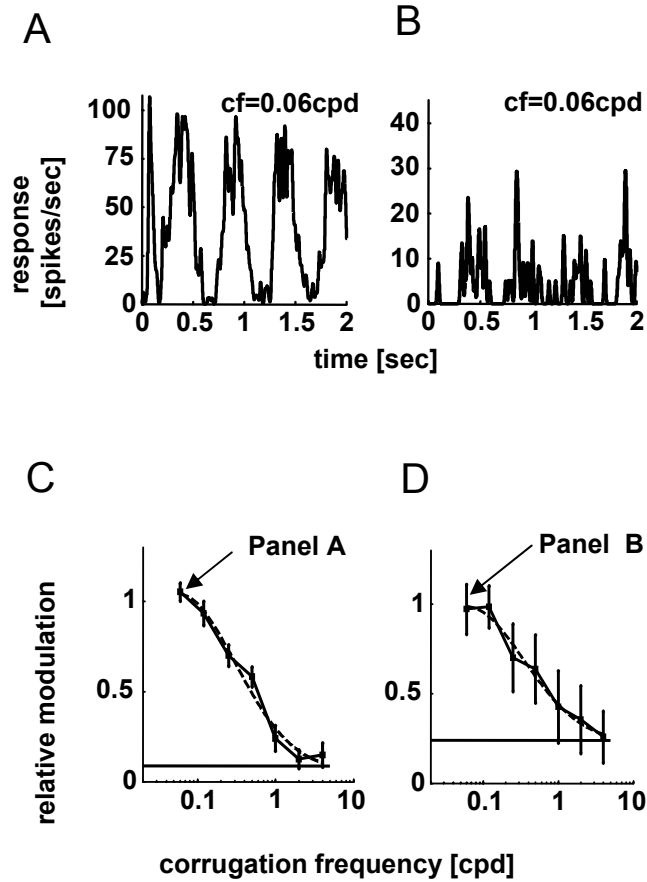 A
B
cf=0.06cpd
cf=0.06cpd
response
[spikes/sec]
100
75
50
25
0
0 0.5 1 1.5 2
40
30
20
10
0
0 0.5 1 1.5 2
time [sec]
C
D
Panel A
Panel B
relative modulation
1
0.5
0
0.1 1 10
1
0.5
0
0.1 1 10
corrugation frequency [cpd]